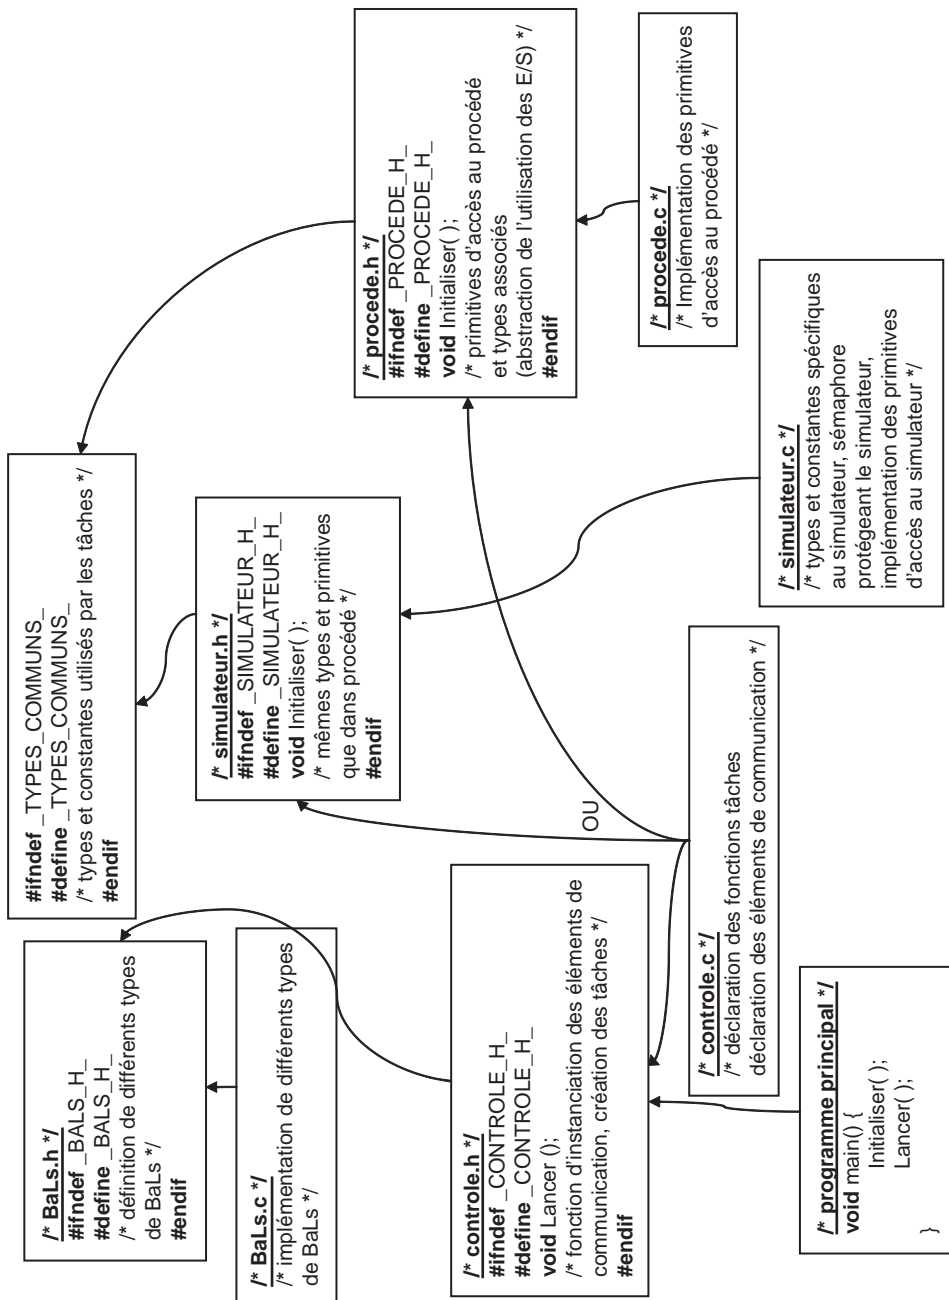 /* BaLs.h */
#ifndef _BALS_H_
#define _BALS_H_
/* définition de différents types
de BaLs */
#endif
#ifndef _TYPES_COMMUNS_
#define _TYPES_COMMUNS_
/* types et constantes utilisés par les tâches */
#endif
/* BaLs.c */
/* implémentation de différents types
de BaLs */
/* simulateur.h */
#ifndef _SIMULATEUR_H_
#define _SIMULATEUR_H_
void Initialiser( );
/* mêmes types et primitives
que dans procédé */
#endif
/* procede.h */
#ifndef _PROCEDE_H_
#define _PROCEDE_H_
void Initialiser( );
/* primitives d'accès au procédé
et types associés
(abstraction de l'utilisation des E/S) */
#endif
/* controle.h */
#ifndef _CONTROLE_H_
#define _CONTROLE_H_
void Lancer ();
/* fonction d'instanciation des éléments de
communication, création des tâches */
#endif
OU
/* procede.c */
/* Implémentation des primitives
d'accès au procédé */
/* controle.c */
/* déclaration des fonctions tâches
déclaration des éléments de communication */
/* simulateur.c */
/* types et constantes spécifiques
au simulateur, sémaphore
protégeant le simulateur,
implémentation des primitives
d'accès au simulateur */
/* programme principal */
void main() {
Initialiser( );
Lancer( );
}